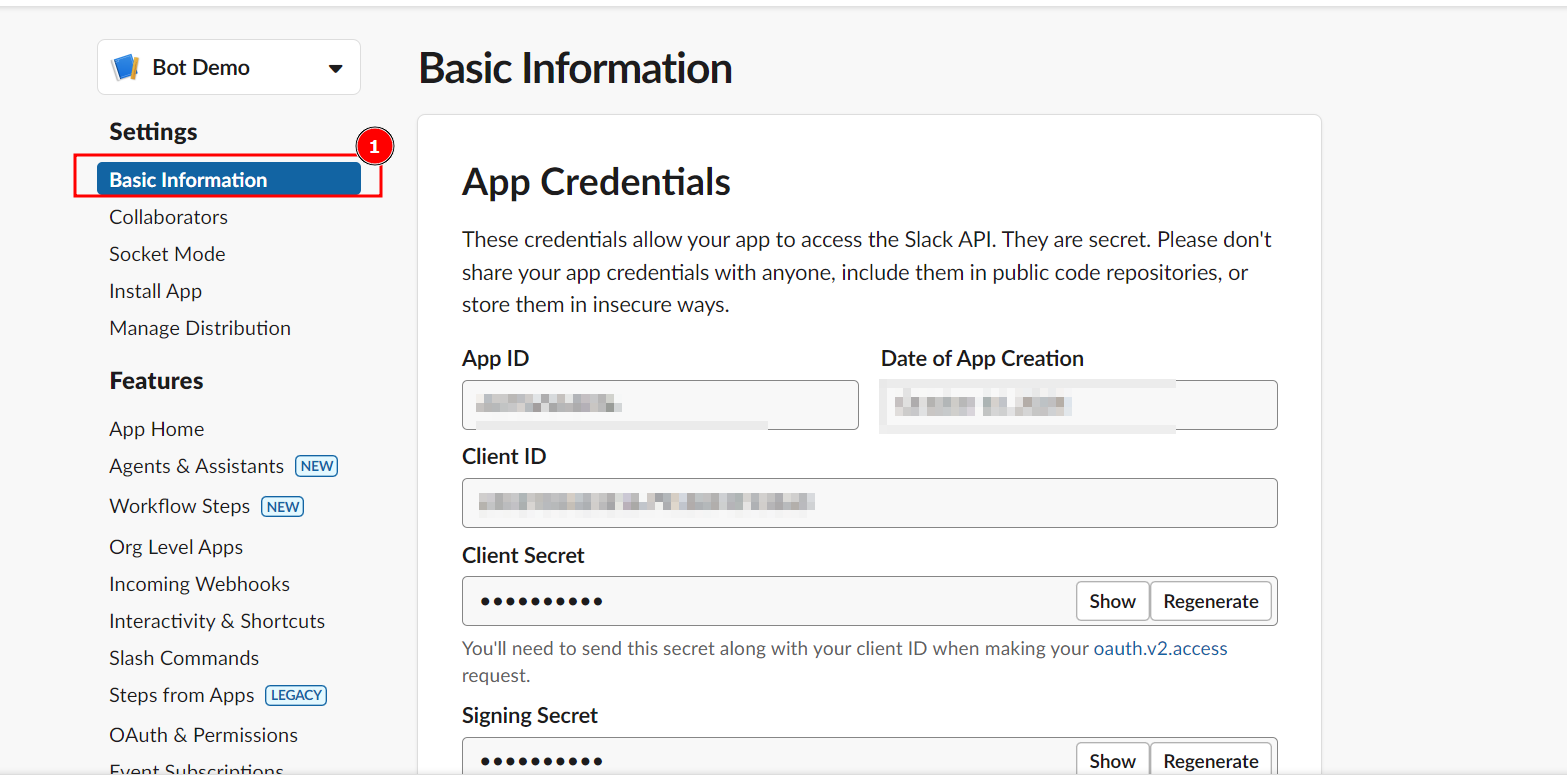 Bot Demo
Settings
1
Basic Information
Collaborators
Socket Mode
Install App
Manage Distribution
Features
App Home
Agents & Assistants NEW
Workflow Steps NEW
Org Level Apps
Incoming Webhooks
Interactivity & Shortcuts
Slash Commands
Steps from Apps LEGACY
OAuth & Permissions
Event Subscriptions
Basic Information
App Credentials
These credentials allow your app to access the Slack API. They are secret. Please don't
share your app credentials with anyone, include them in public code repositories, or
store them in insecure ways.
App ID
Date of App Creation
Client ID
Client Secret
•••••••••• Show Regenerate
You'll need to send this secret along with your client ID when making your oauth.v2.access
request.
Signing Secret
•••••••••• Show Regenerate